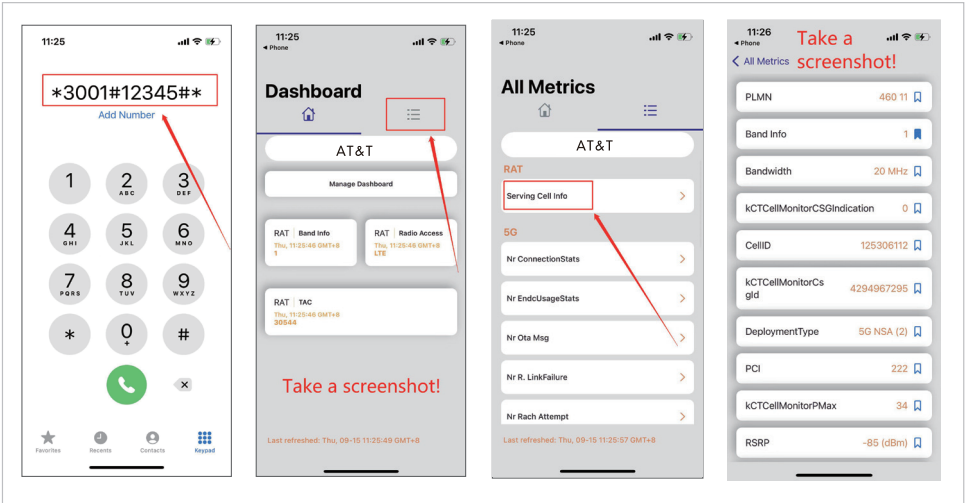 11:25
*3001#12345#*
Add Number
1
2
ABC
3
DEF
4
GHI
5
JKL
6
MNO
7
PQRS
8
TUV
9
WXYZ
*
0
+
#
Favorites
Recents
Contacts
Keypad
11:25
◀ Phone
Dashboard
AT&T
Manage Dashboard
RAT | Band Info
Thu, 11:25:46 GMT+8
1
RAT | Radio Access
Thu, 11:25:46 GMT+8
LTE
RAT | TAC
Thu, 11:25:46 GMT+8
30544
Take a screenshot!
Last refreshed: Thu, 09-15 11:25:49 GMT+8
11:25
◀ Phone
All Metrics
AT&T
RAT
Serving Cell Info
5G
Nr ConnectionStats
Nr EndcUsageStats
Nr Ota Msg
Nr R. LinkFailure
Nr Rach Attempt
Last refreshed: Thu, 09-15 11:25:57 GMT+8
11:26
◀ Phone
Take a
screenshot!
All Metrics
PLMN 460 11
Band Info 1
Bandwidth 20 MHz
kCTCellMonitorCSGIndication 0
CellID 125306112
kCTCellMonitorCs
gId 4294967295
DeploymentType 5G NSA (2)
PCI 222
kCTCellMonitorPMax 34
RSRP -85 (dBm)